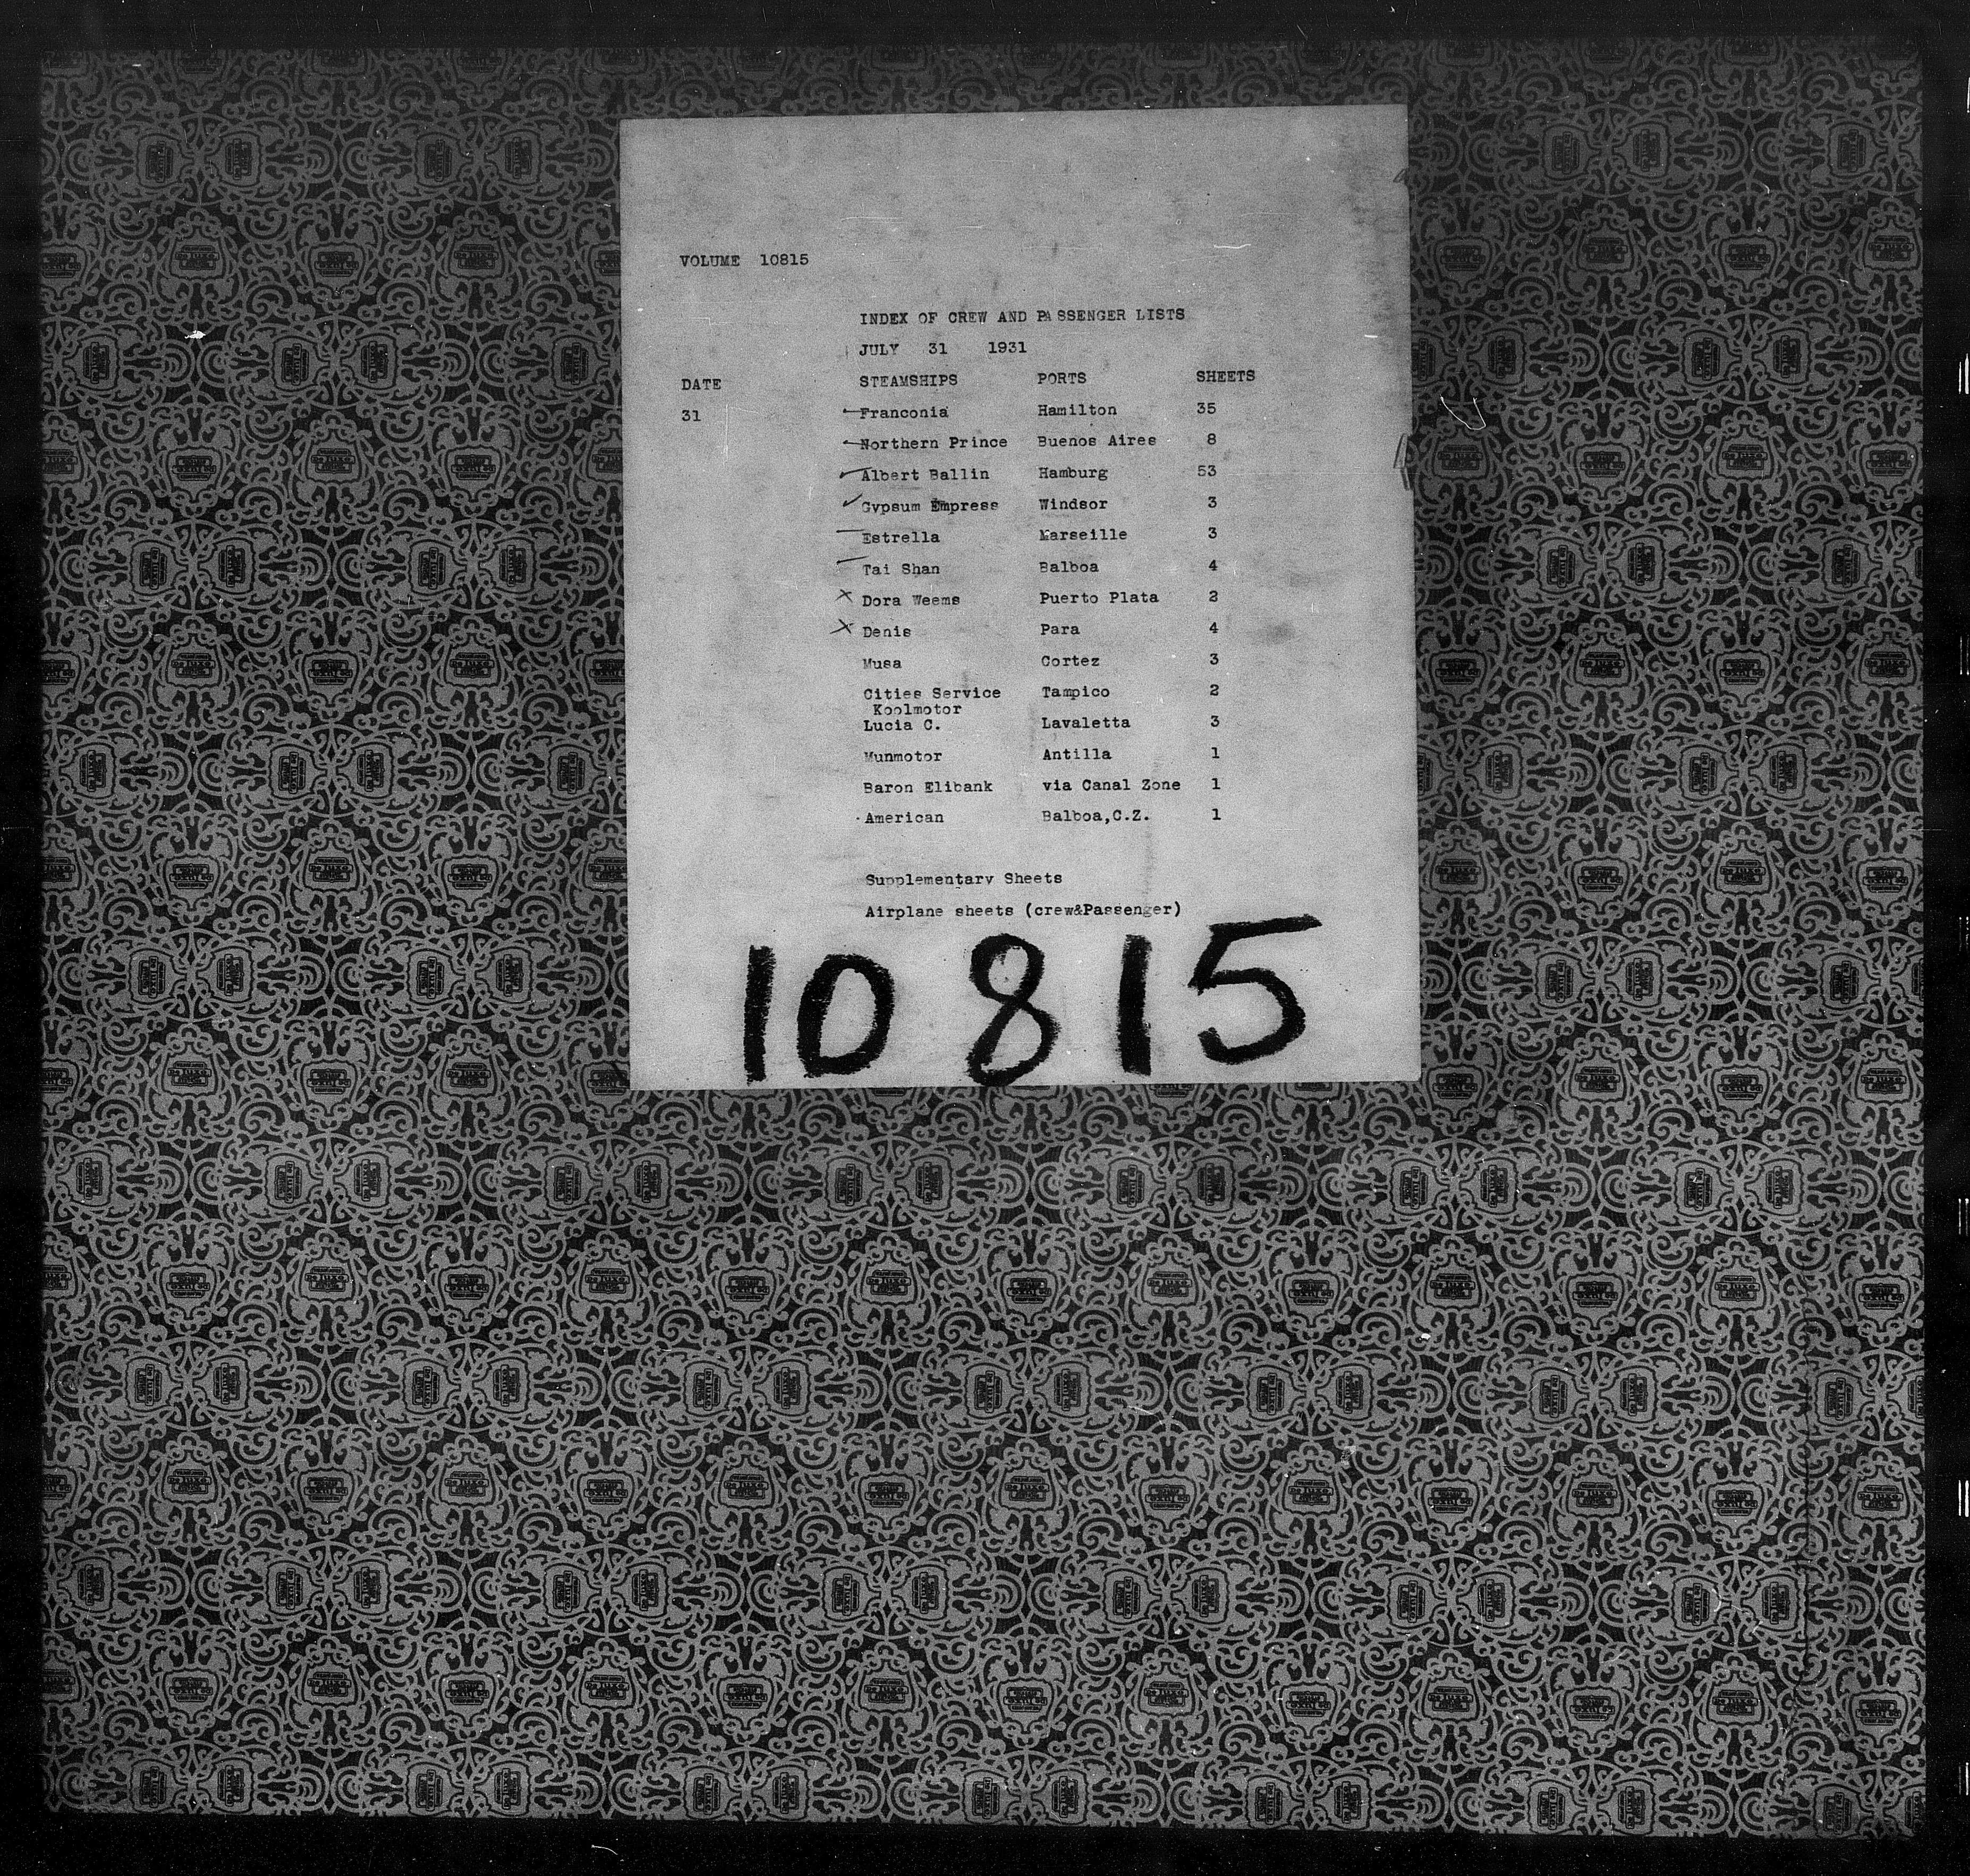 VOLUME 10815
INDEX OF CREW AND PASSENGER LISTS
JULY 31 1931
DATE STEAMSHIPS PORTS SHEETS
31 Franconia Hamilton 35
Northern Prince Buenos Aires 8
Albert Ballin Hamburg 53
Gypsum Empress Windsor 3
Estrella Marseille 3
Tai Shan Balboa 4
Dora Weems Puerto Plata 2
Denis Para 4
Musa Cortez 3
Cities Service Tampico 2
Koolmotor
Lucia C. Lavaletta 3
Munmotor Antilla 1
Baron Elibank via Canal Zone 1
American Balboa,C.Z. 1
Supplementary Sheets
Airplane sheets (crew&Passenger)
10815